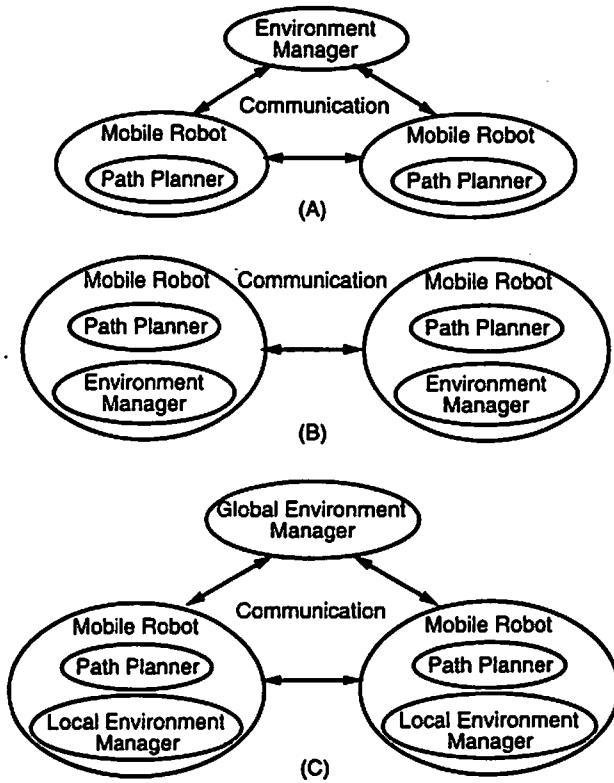 Environment
Manager
Communication
Mobile Robot
Mobile Robot
Path Planner
Path Planner
(A)
Mobile Robot
Communication
Mobile Robot
Path Planner
Path Planner
Environment
Manager
Environment
Manager
(B)
Global Environment
Manager
Communication
Mobile Robot
Mobile Robot
Path Planner
Path Planner
Local Environment
Manager
Local Environment
Manager
(C)